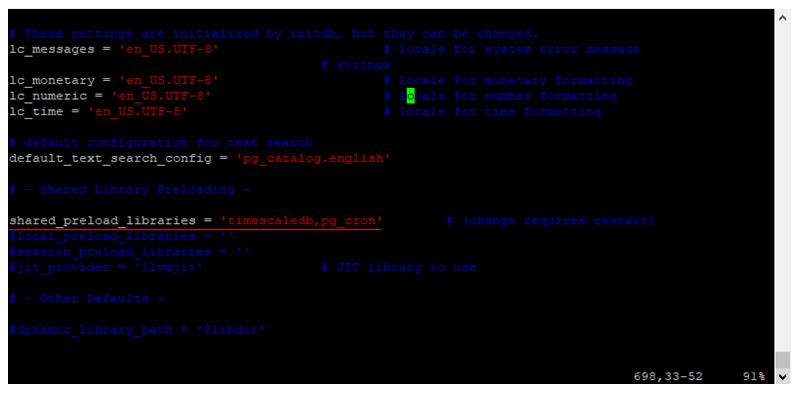 # These settings are initialized by initdb, but they can be changed.
lc_messages = 'en_US.UTF-8' # locale for system error message
# strings
lc_monetary = 'en_US.UTF-8' # locale for monetary formatting
lc_numeric = 'en_US.UTF-8' # locale for number formatting
lc_time = 'en_US.UTF-8' # locale for time formatting
# default configuration for text search
default_text_search_config = 'pg_catalog.english'
# - Shared Library Preloading -
shared_preload_libraries = 'timescaledb,pg_cron' # (change requires restart)
#local_preload_libraries = ''
#session_preload_libraries = ''
#jit_provider = 'llvmjit' # JIT library to use
# - Other Defaults -
#dynamic_library_path = '$libdir'
698,33-52 91%